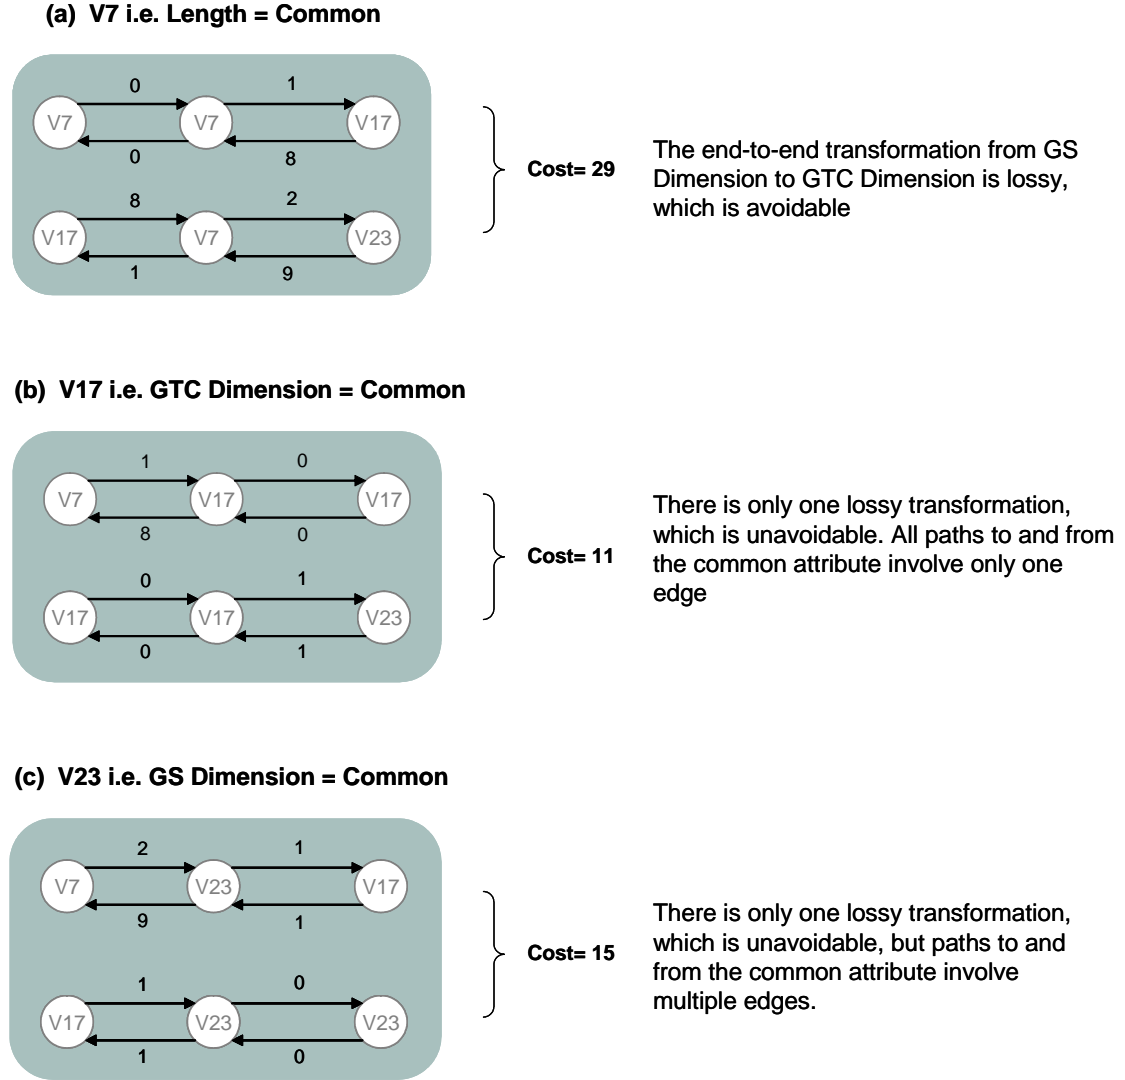 (a) V7 i.e. Length = Common
0 1
V7 V7 V17
0 8
8 2
V17 V7 V23
1 9
Cost= 29
The end-to-end transformation from GS
Dimension to GTC Dimension is lossy,
which is avoidable
(b) V17 i.e. GTC Dimension = Common
1 0
V7 V17 V17
8 0
0 1
V17 V17 V23
0 1
Cost= 11
There is only one lossy transformation,
which is unavoidable. All paths to and from
the common attribute involve only one
edge
(c) V23 i.e. GS Dimension = Common
2 1
V7 V23 V17
9 1
1 0
V17 V23 V23
1 0
Cost= 15
There is only one lossy transformation,
which is unavoidable, but paths to and
from the common attribute involve
multiple edges.